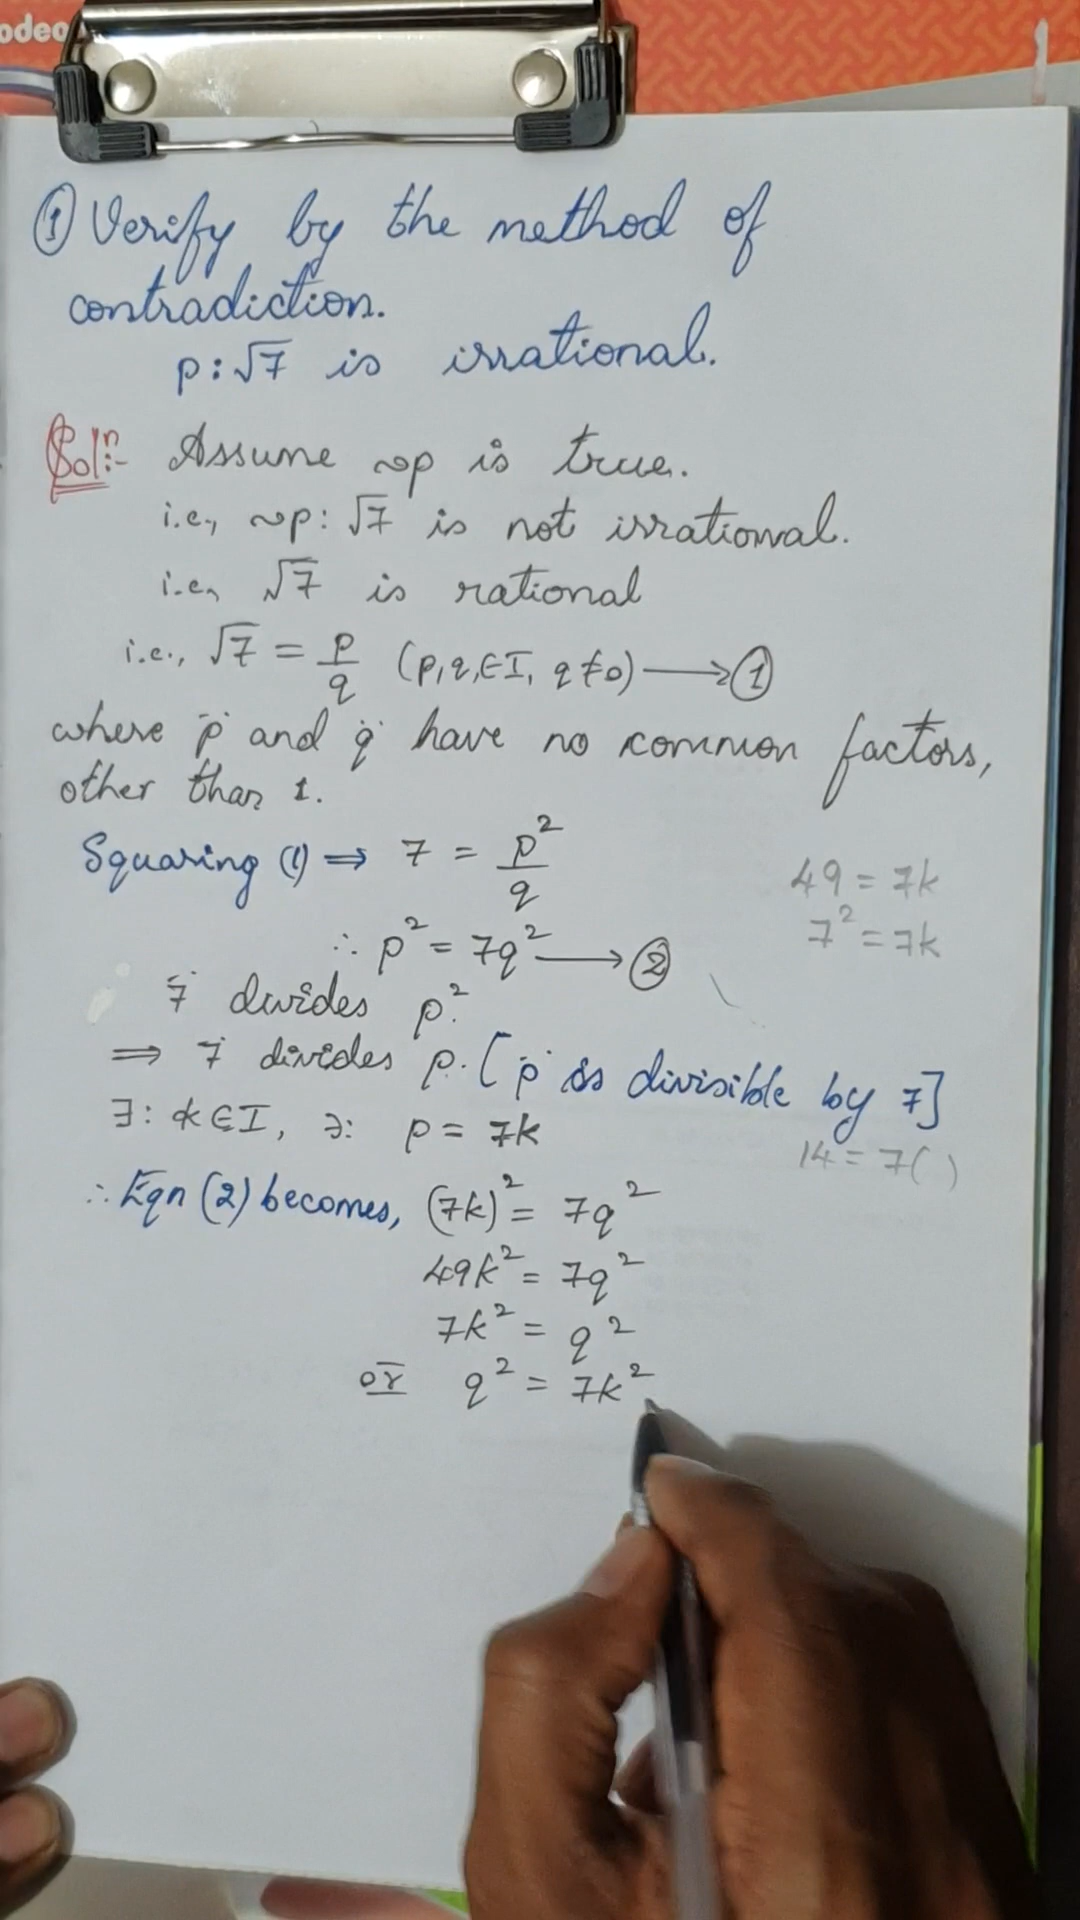 odeo
① Verify by the method of
contradiction.
p: √7 is irrational.
Solⁿ:- Assume ~p is true.
i.e., ~p: √7 is not irrational.
i.e., √7 is rational
i.e., √7 = p/q (p,q,∈I, q≠0) ⟶ ①
where 'p' and 'q' have no common factors,
other than 1.
Squaring (1) ⇒ 7 = p²/q
49 = 7k
∴ p² = 7q² ⟶ ②
7² = 7k
7 divides p².
⇒ 7 divides p. [p is divisible by 7]
∃: k∈I, ∋: p = 7k
14 = 7( )
∴ Eqn (2) becomes, (7k)² = 7q²
49k² = 7q²
7k² = q²
or q² = 7k²